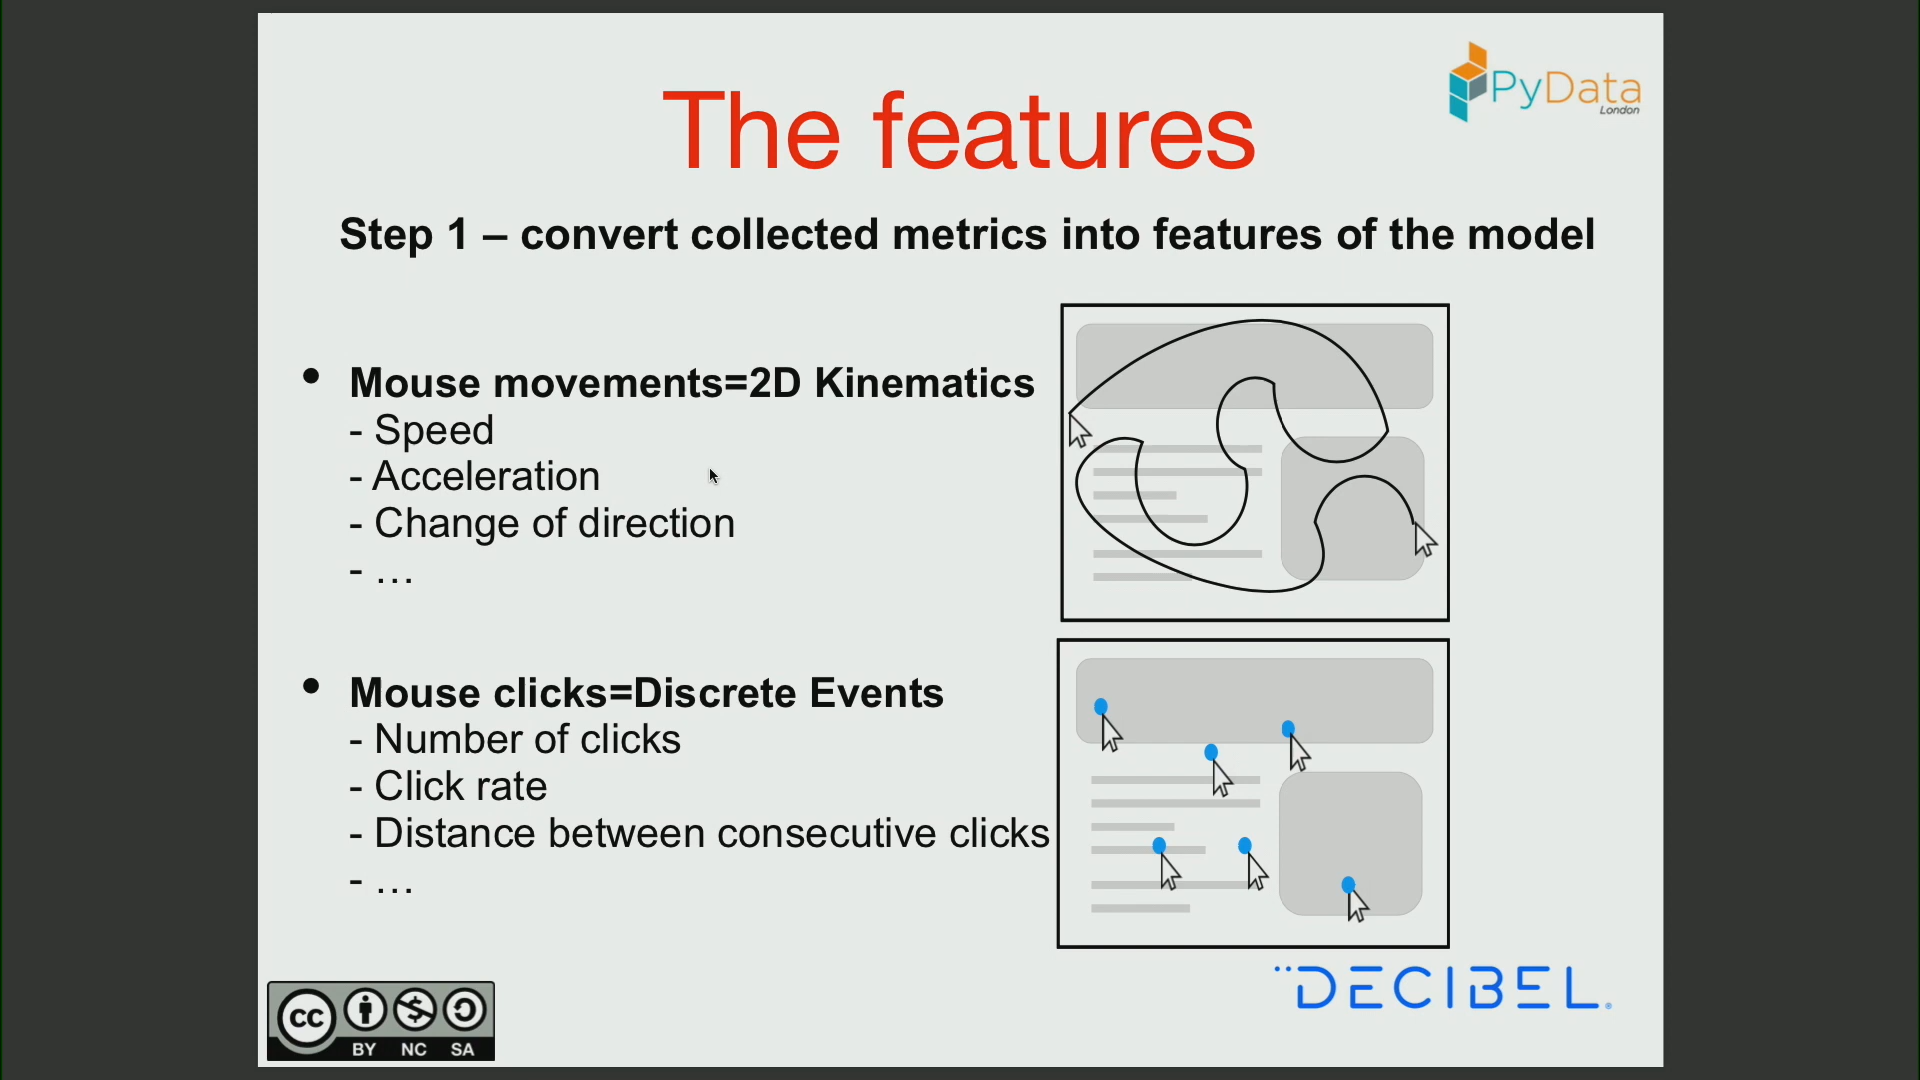 PyData
London
The features
Step 1 – convert collected metrics into features of the model
• Mouse movements=2D Kinematics
- Speed
- Acceleration
- Change of direction
- …
• Mouse clicks=Discrete Events
- Number of clicks
- Click rate
- Distance between consecutive clicks
- …
DECIBEL
cc
BY NC SA